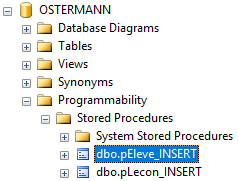 OSTERMANN
Database Diagrams
Tables
Views
Synonyms
Programmability
Stored Procedures
System Stored Procedures
dbo.pEleve_INSERT
dbo.pLecon_INSERT